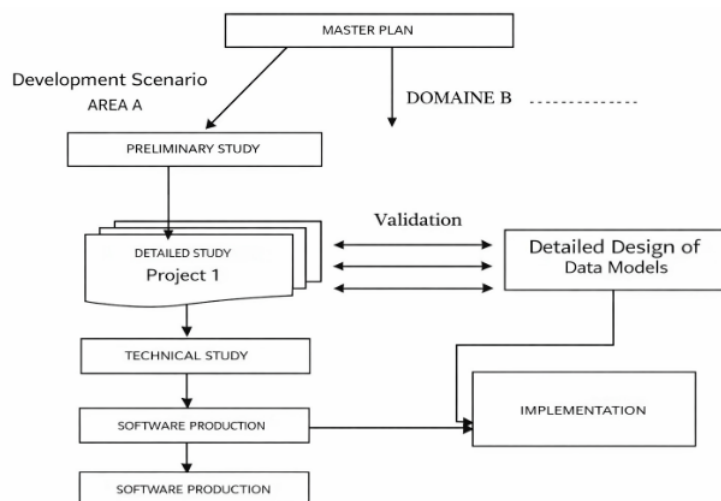 MASTER PLAN
Development Scenario
AREA A
DOMAINE B
PRELIMINARY STUDY
Validation
DETAILED STUDY
Project 1
Detailed Design of
Data Models
TECHNICAL STUDY
SOFTWARE PRODUCTION
IMPLEMENTATION
SOFTWARE PRODUCTION